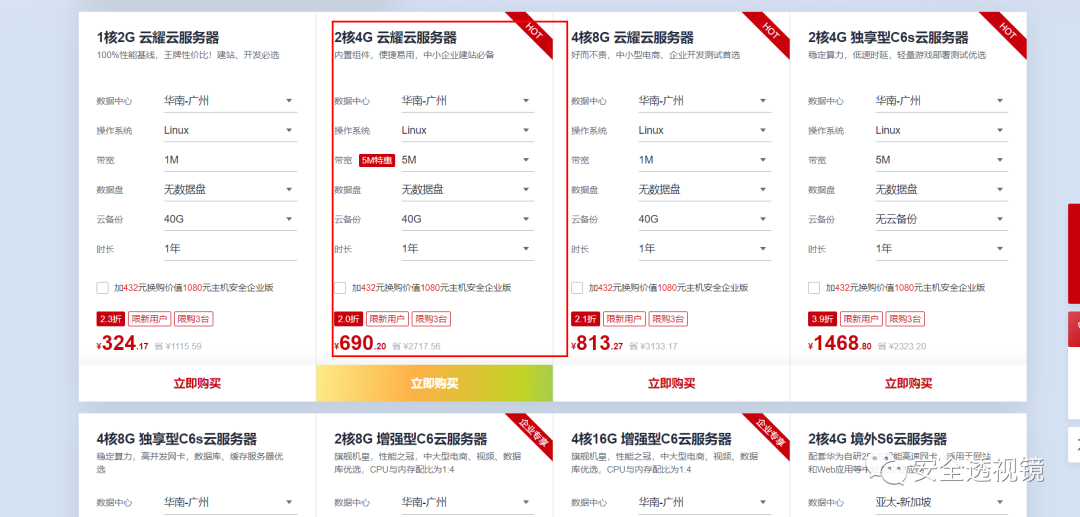 1核2G 云耀云服务器
100%性能基线，王牌性价比！建站、开发必选
数据中心 华南-广州
操作系统 Linux
带宽 1M
数据盘 无数据盘
云备份 40G
时长 1年
加432元换购价值1080元主机安全企业版
2.3折 限新用户 限购3台
¥324.17 省 ¥1115.59
立即购买
HOT
2核4G 云耀云服务器
内置组件，便捷易用，中小企业建站必备
数据中心 华南-广州
操作系统 Linux
带宽 5M特惠 5M
数据盘 无数据盘
云备份 40G
时长 1年
加432元换购价值1080元主机安全企业版
2.0折 限新用户 限购3台
¥690.20 省 ¥2717.56
立即购买
HOT
4核8G 云耀云服务器
好而不贵，中小型电商、企业开发测试首选
数据中心 华南-广州
操作系统 Linux
带宽 1M
数据盘 无数据盘
云备份 40G
时长 1年
加432元换购价值1080元主机安全企业版
2.1折 限新用户 限购3台
¥813.27 省 ¥3133.17
立即购买
HOT
2核4G 独享型C6s云服务器
稳定算力，低遇时延，轻量游戏部署测试优选
数据中心 华南-广州
操作系统 Linux
带宽 5M
数据盘 无数据盘
云备份 无云备份
时长 1年
加432元换购价值1080元主机安全企业版
3.9折 限新用户 限购3台
¥1468.80 省 ¥2323.20
立即购买
4核8G 独享型C6s云服务器
稳定算力，高并发网卡，数据库、缓存服务器优
选
数据中心 华南-广州
企业专享
2核8G 增强型C6云服务器
旗舰机皇，性能之冠，中大型电商、视频、数据
库优选，CPU与内存配比为1:4
数据中心 华南-广州
企业专享
4核16G 增强型C6云服务器
旗舰机皇，性能之冠，中大型电商、视频、数据
库优选，CPU与内存配比为1:4
数据中心 华南-广州
2核4G 境外S6云服务器
配套华为自研25 能高速网卡，适用于网站
和Web应用等中
数据中心 亚太-新加坡
安全透视镜